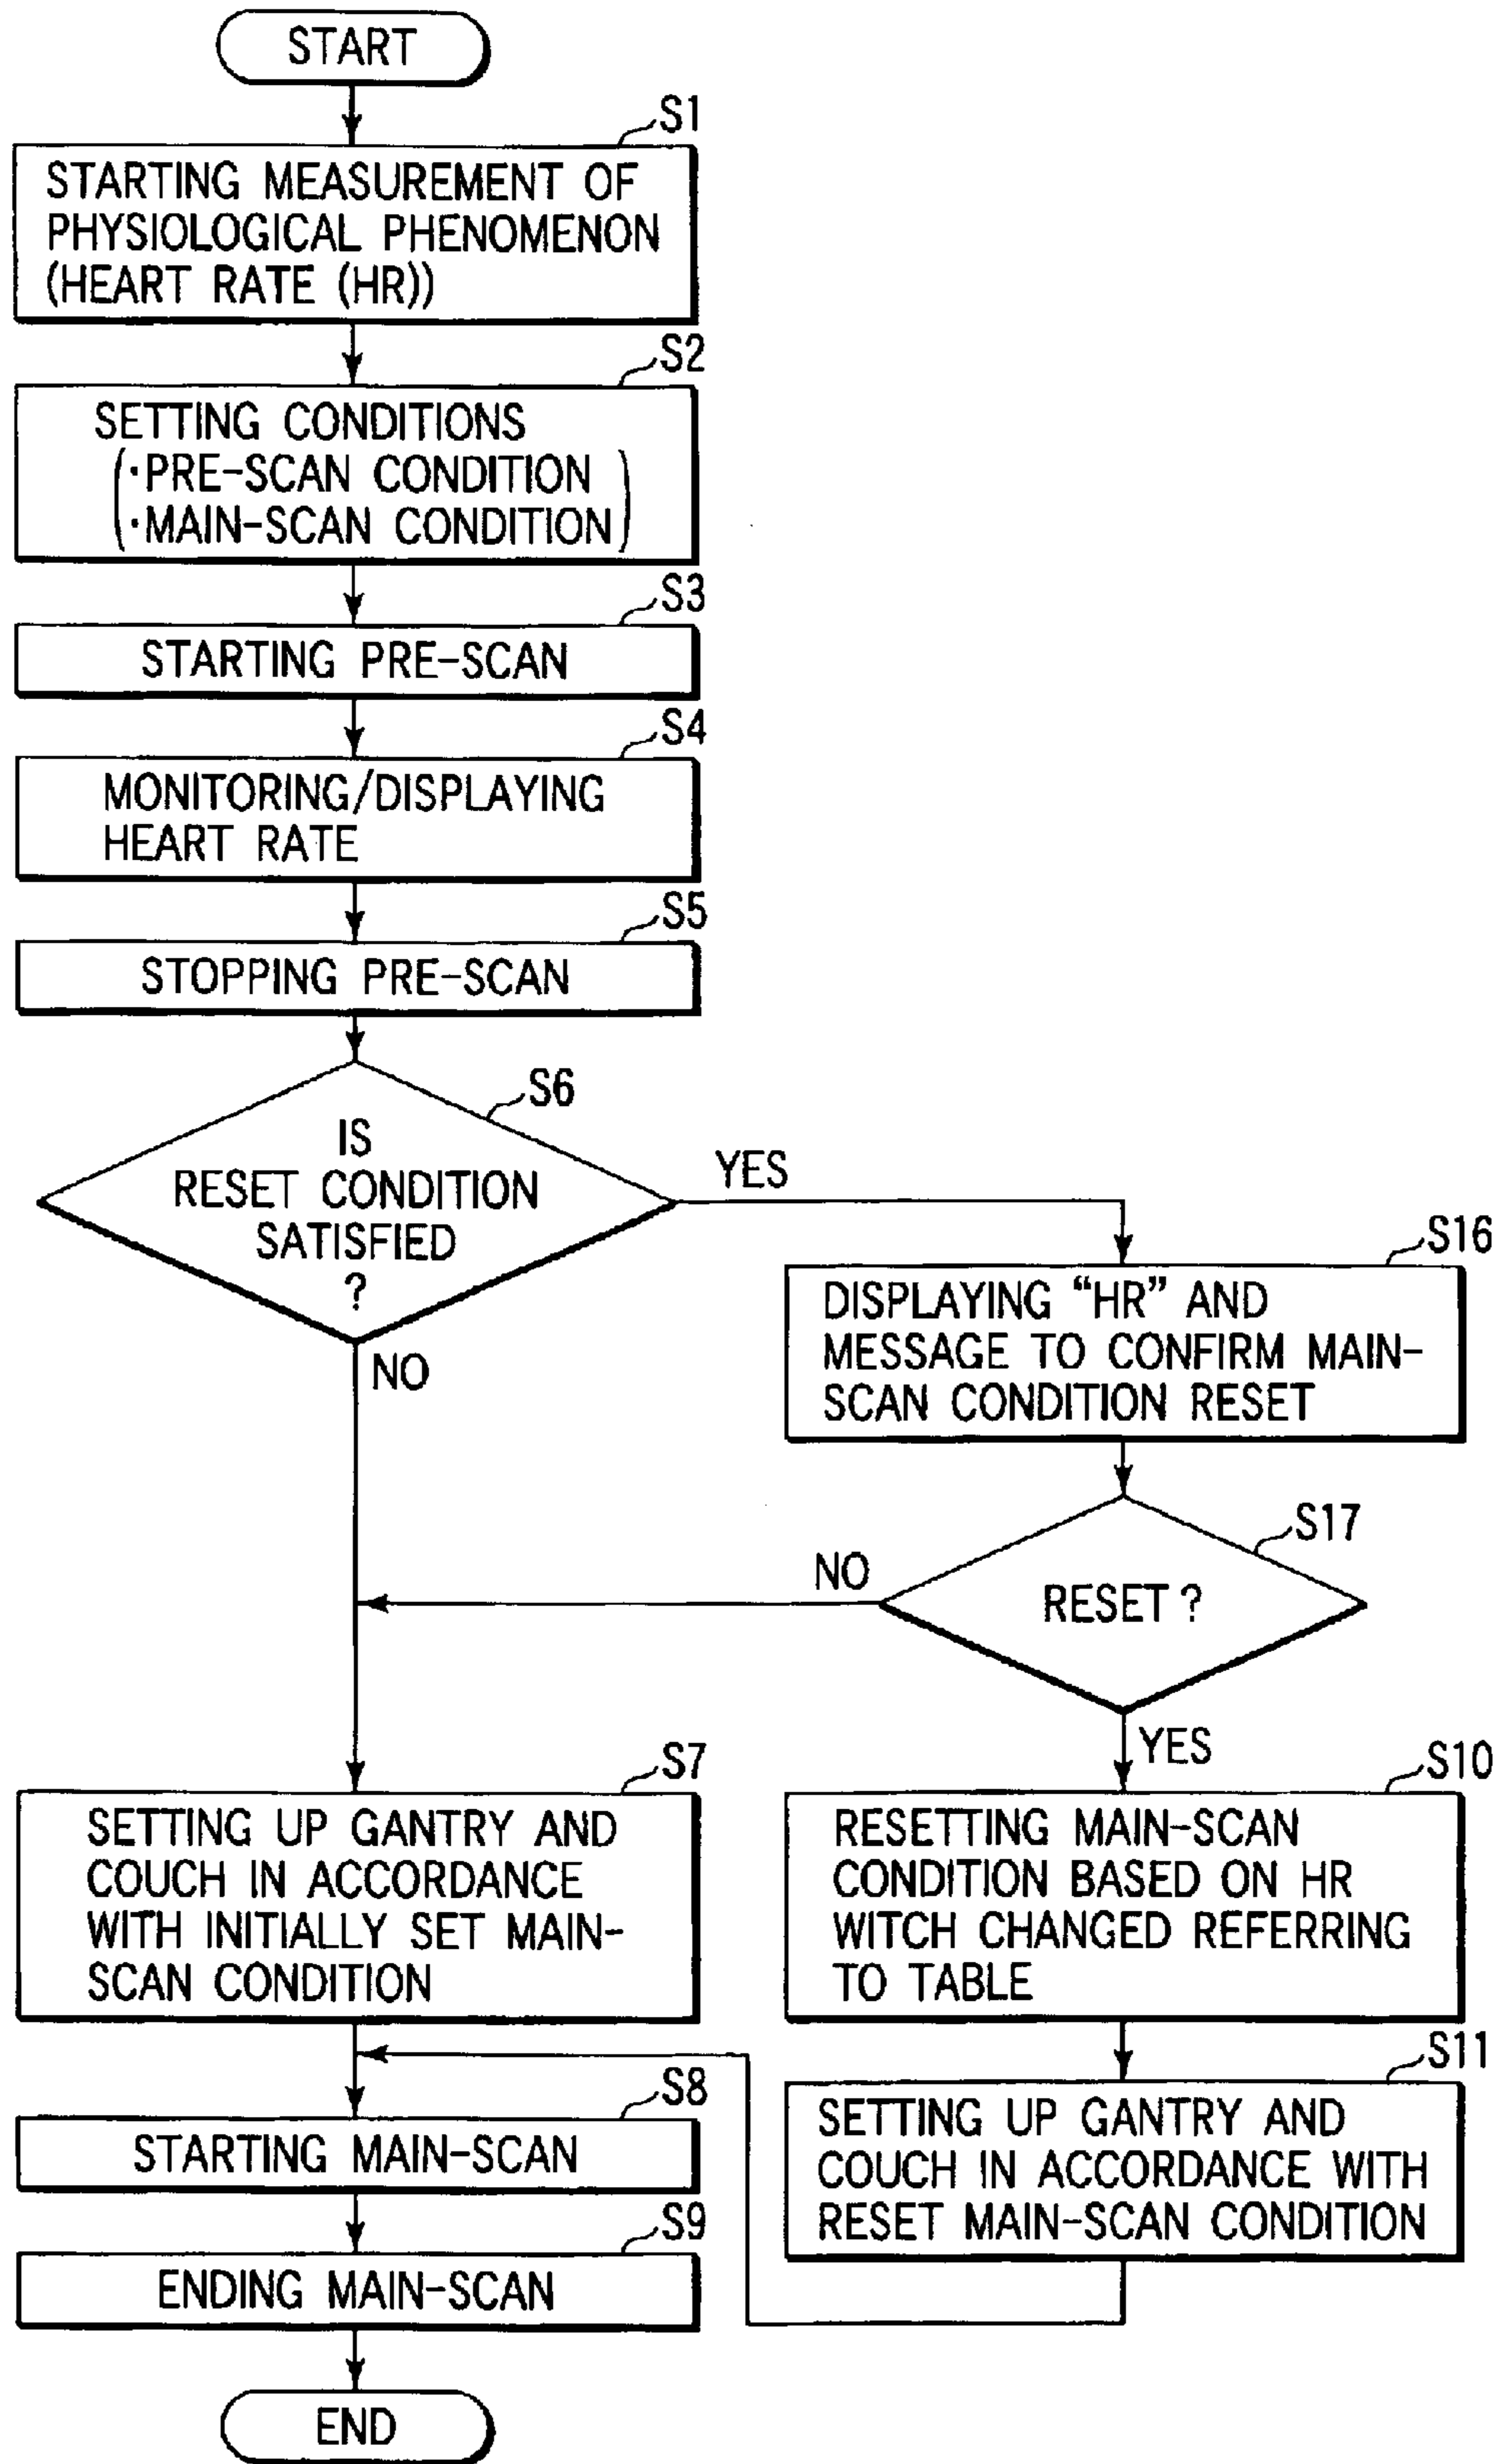 START
S1
STARTING MEASUREMENT OF
PHYSIOLOGICAL PHENOMENON
(HEART RATE (HR))
S2
SETTING CONDITIONS
(·PRE-SCAN CONDITION
·MAIN-SCAN CONDITION)
S3
STARTING PRE-SCAN
S4
MONITORING/DISPLAYING
HEART RATE
S5
STOPPING PRE-SCAN
S6
IS
RESET CONDITION
SATISFIED
?
YES
NO
S16
DISPLAYING “HR” AND
MESSAGE TO CONFIRM MAIN-
SCAN CONDITION RESET
S17
RESET ?
NO
YES
S7
SETTING UP GANTRY AND
COUCH IN ACCORDANCE
WITH INITIALLY SET MAIN-
SCAN CONDITION
S10
RESETTING MAIN-SCAN
CONDITION BASED ON HR
WITCH CHANGED REFERRING
TO TABLE
S11
SETTING UP GANTRY AND
COUCH IN ACCORDANCE WITH
RESET MAIN-SCAN CONDITION
S8
STARTING MAIN-SCAN
S9
ENDING MAIN-SCAN
END